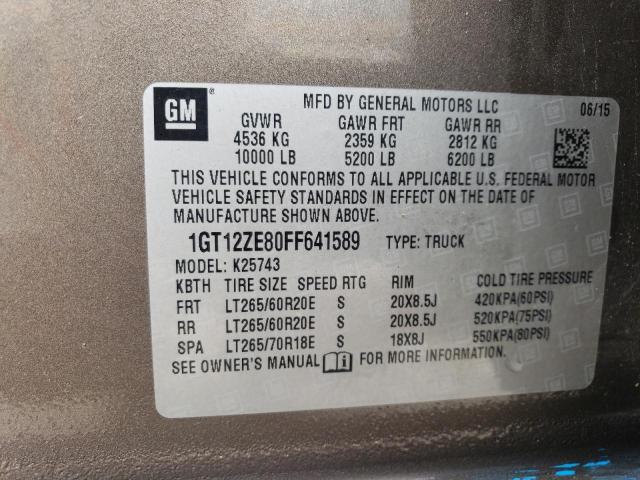 GM
MFD BY GENERAL MOTORS LLC 06/15
GVWR GAWR FRT GAWR RR
4536 KG 2359 KG 2812 KG
10000 LB 5200 LB 6200 LB
THIS VEHICLE CONFORMS TO ALL APPLICABLE U.S. FEDERAL MOTOR
VEHICLE SAFETY STANDARDS IN EFFECT ON THE DATE OF
MANUFACTURE SHOWN ABOVE.
1GT12ZE80FF641589 TYPE: TRUCK
MODEL: K25743
KBTH TIRE SIZE SPEED RTG RIM COLD TIRE PRESSURE
FRT LT265/60R20E S 20X8.5J 420KPA(60PSI)
RR LT265/60R20E S 20X8.5J 520KPA(75PSI)
SPA LT265/70R18E S 18X8J 550KPA(80PSI)
SEE OWNER'S MANUAL i FOR MORE INFORMATION.